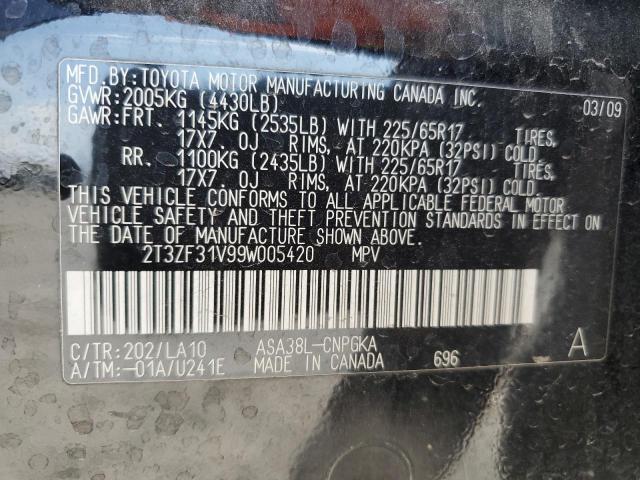 MFD.BY:TOYOTA MOTOR MANUFACTURING CANADA INC.
GVWR:2005KG (4430LB) 03/09
GAWR:FRT. 1145KG (2535LB) WITH 225/65R17 TIRES,
17X7.0J RIMS, AT 220KPA (32PSI) COLD.
RR. 1100KG (2435LB) WITH 225/65R17 TIRES,
17X7.0J RIMS, AT 220KPA (32PSI) COLD.
THIS VEHICLE CONFORMS TO ALL APPLICABLE FEDERAL MOTOR
VEHICLE SAFETY AND THEFT PREVENTION STANDARDS IN EFFECT ON
THE DATE OF MANUFACTURE SHOWN ABOVE.
2T3ZF31V99W005420 MPV
C/TR:202/LA10 ASA38L-CNPGKA A
A/TM:-01A/U241E MADE IN CANADA 696